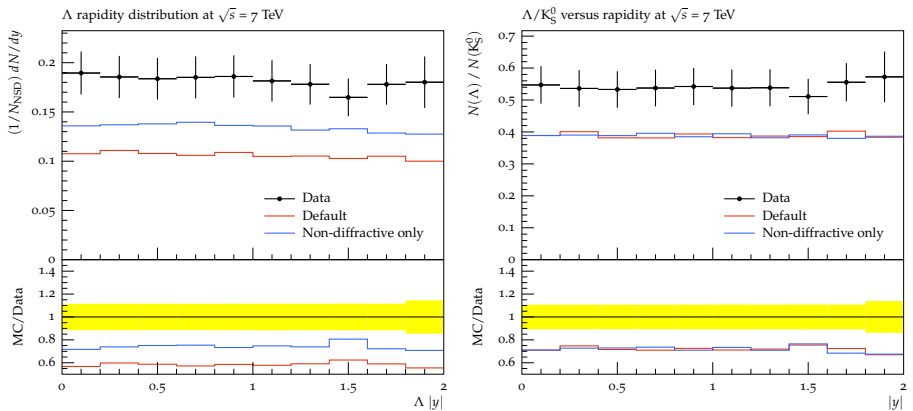 Λ rapidity distribution at √s = 7 TeV
(1/N_NSD) dN/dy
0.2
0.15
0.1
0.05
0
Data
Default
Non-diffractive only
MC/Data
1.4
1.2
1
0.8
0.6
0 0.5 1 1.5 2
Λ |y|
Λ/K⁰_S versus rapidity at √s = 7 TeV
N(Λ) / N(K⁰_S)
0.7
0.6
0.5
0.4
0.3
0.2
0.1
0
Data
Default
Non-diffractive only
MC/Data
1.4
1.2
1
0.8
0.6
0 0.5 1 1.5 2
|y|